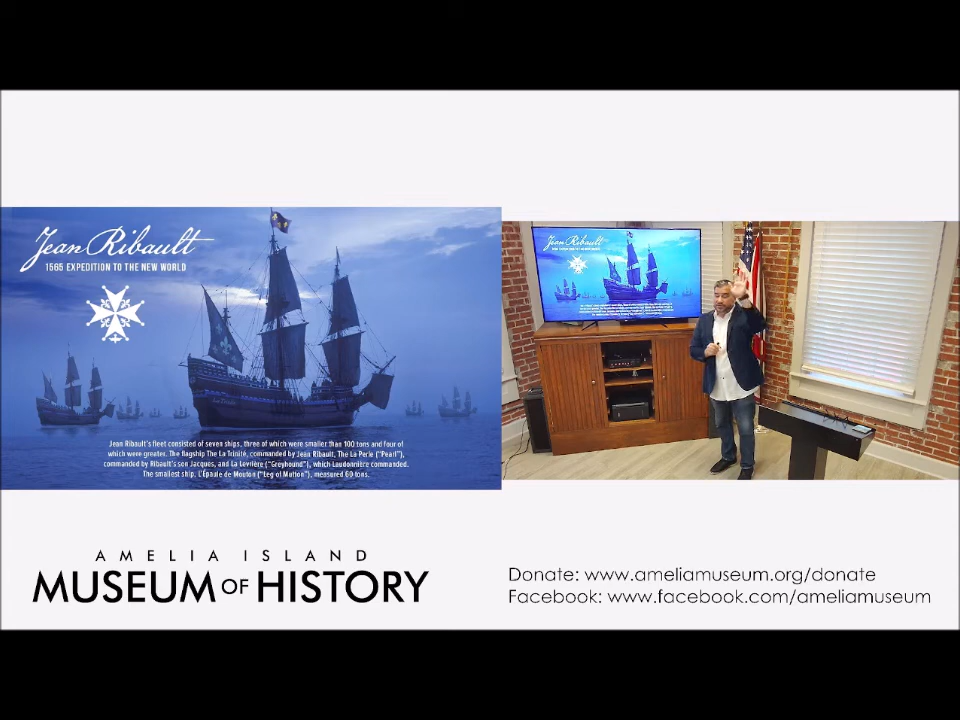 Jean Ribault
1565 EXPEDITION TO THE NEW WORLD
Jean Ribault's fleet consisted of seven ships, three of which were smaller than 100 tons and four of
which were greater. The flagship The La Trinité, commanded by Jean Ribault, The La Perle ("Pearl"),
commanded by Ribault's son Jacques, and La Levrière ("Greyhound"), which Laudonnière commanded.
The smallest ship, L'Épaule de Mouton ("Leg of Mutton"), measured 60 tons.
Jean Ribault
AMELIA ISLAND
MUSEUM OF HISTORY
Donate: www.ameliamuseum.org/donate
Facebook: www.facebook.com/ameliamuseum